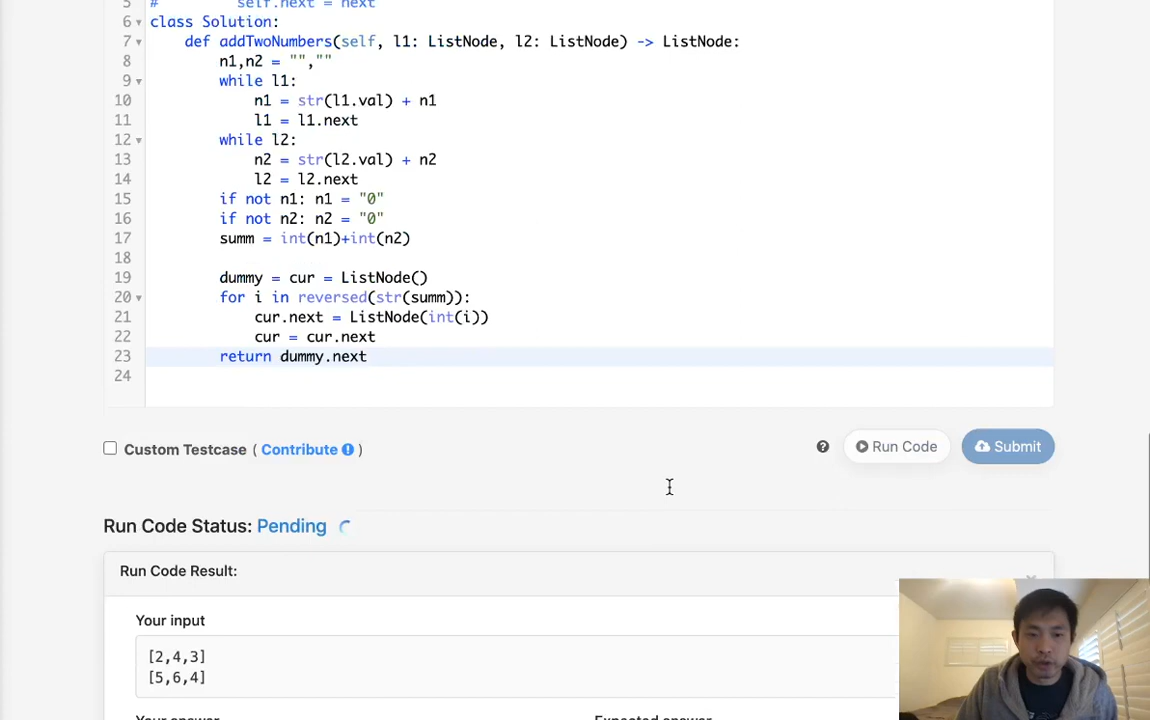 5
# self.next = next
6 class Solution:
7 def addTwoNumbers(self, l1: ListNode, l2: ListNode) -> ListNode:
8 n1,n2 = "",""
9 while l1:
10 n1 = str(l1.val) + n1
11 l1 = l1.next
12 while l2:
13 n2 = str(l2.val) + n2
14 l2 = l2.next
15 if not n1: n1 = "0"
16 if not n2: n2 = "0"
17 summ = int(n1)+int(n2)
18
19 dummy = cur = ListNode()
20 for i in reversed(str(summ)):
21 cur.next = ListNode(int(i))
22 cur = cur.next
23 return dummy.next
24
Custom Testcase ( Contribute )
Run Code
Submit
Run Code Status: Pending
Run Code Result:
Your input
[2,4,3]
[5,6,4]
Your answer
Expected answer